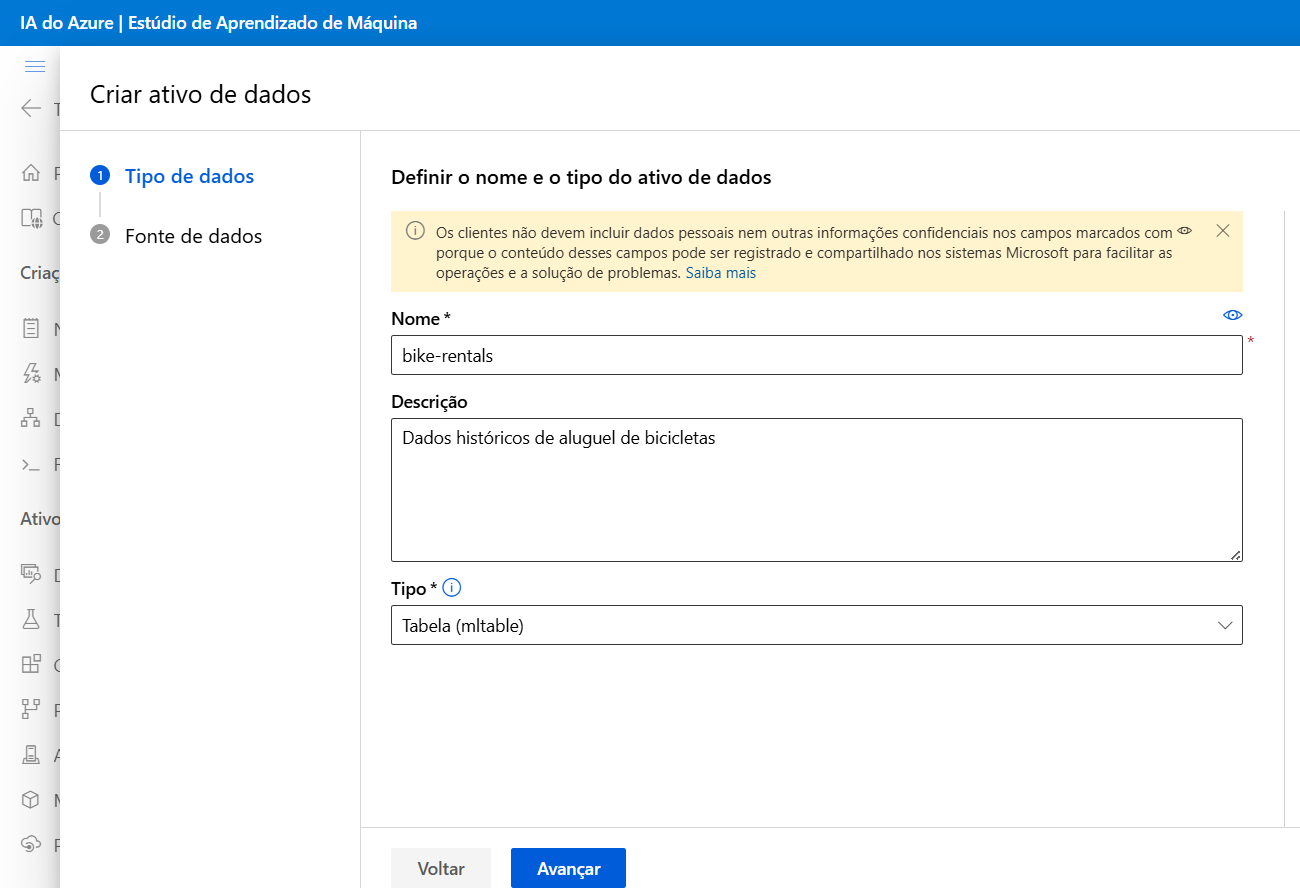 IA do Azure | Estúdio de Aprendizado de Máquina
Criar ativo de dados
1 Tipo de dados
2 Fonte de dados
Criaç
Ativo
Definir o nome e o tipo do ativo de dados
Os clientes não devem incluir dados pessoais nem outras informações confidenciais nos campos marcados com
porque o conteúdo desses campos pode ser registrado e compartilhado nos sistemas Microsoft para facilitar as
operações e a solução de problemas. Saiba mais
Nome *
*
bike-rentals
Descrição
Dados históricos de aluguel de bicicletas
Tipo *
Tabela (mltable)
Voltar
Avançar